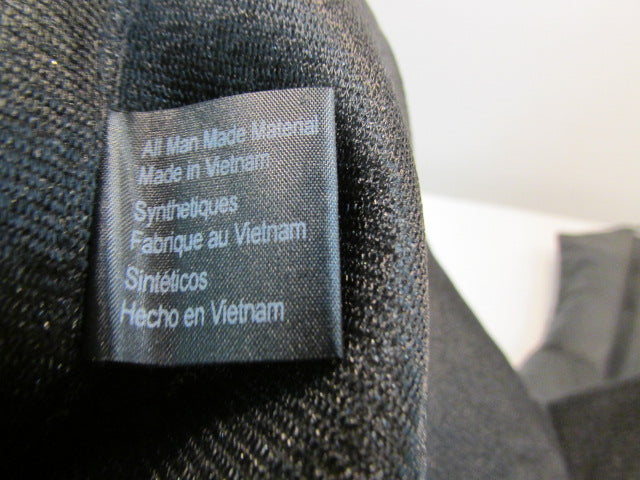 All Man Made Material
Made in Vietnam
Synthetiques
Fabrique au Vietnam
Sintéticos
Hecho en Vietnam